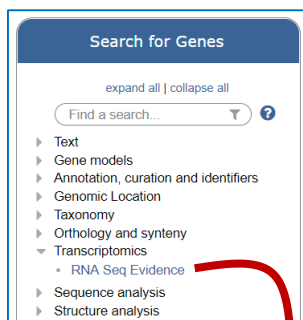 Search for Genes
expand all | collapse all
Find a search...
Text
Gene models
Annotation, curation and identifiers
Genomic Location
Taxonomy
Orthology and synteny
Transcriptomics
RNA Seq Evidence
Sequence analysis
Structure analysis